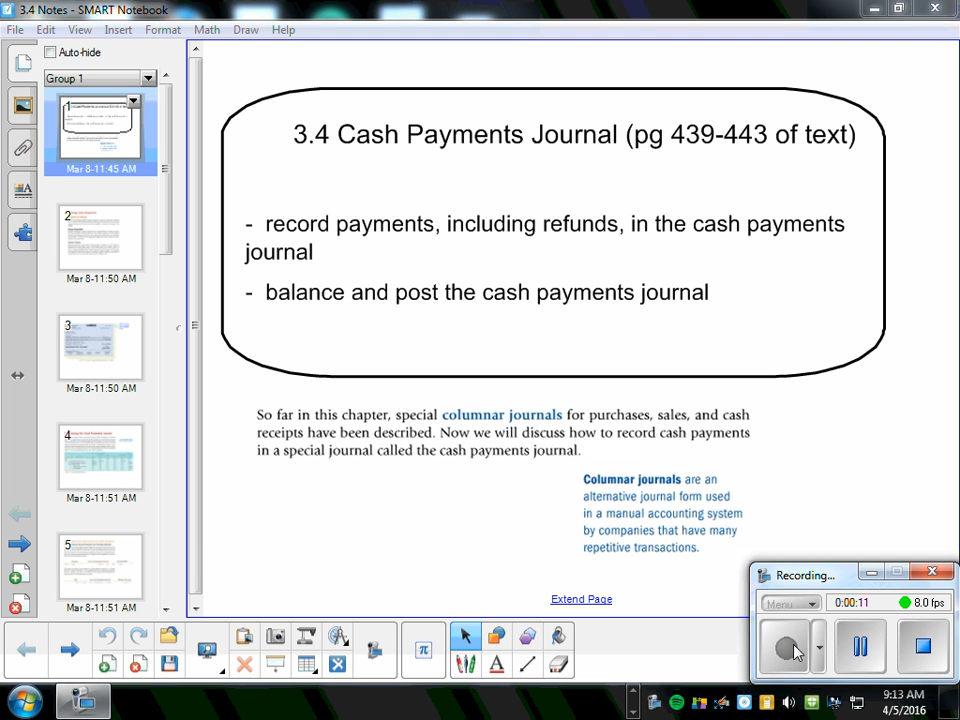 3.4 Notes - SMART Notebook
File Edit View Insert Format Math Draw Help
Auto-hide
Group 1
1
Mar 8-11:45 AM
2
Mar 8-11:50 AM
3
Mar 8-11:50 AM
4
Mar 8-11:51 AM
5
Mar 8-11:51 AM
3.4 Cash Payments Journal (pg 439-443 of text)
- record payments, including refunds, in the cash payments
journal
- balance and post the cash payments journal
So far in this chapter, special columnar journals for purchases, sales, and cash
receipts have been described. Now we will discuss how to record cash payments
in a special journal called the cash payments journal.
Columnar journals are an
alternative journal form used
in a manual accounting system
by companies that have many
repetitive transactions.
Extend Page
Recording...
Menu
0:00:11
8.0 fps
π
A
9:13 AM
4/5/2016